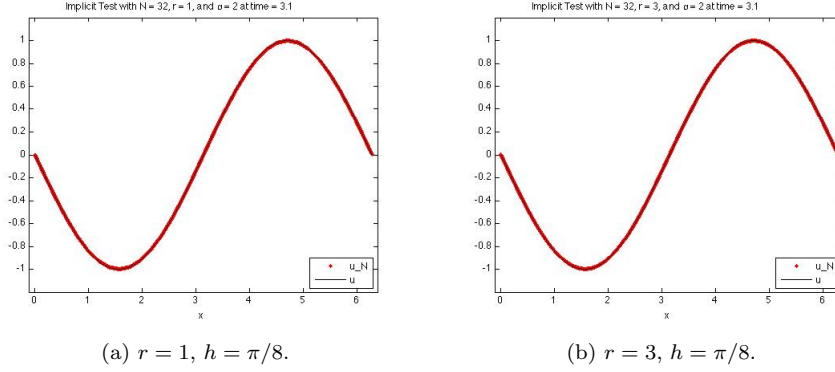 Implicit Test with N = 32, r = 1, and σ = 2 at time = 3.1
1
0.8
0.6
0.4
0.2
0
-0.2
-0.4
-0.6
-0.8
-1
u_N
u
0 1 2 3 4 5 6
x
(a) r = 1, h = π/8.
Implicit Test with N = 32, r = 3, and σ = 2 at time = 3.1
1
0.8
0.6
0.4
0.2
0
-0.2
-0.4
-0.6
-0.8
-1
u_N
u
0 1 2 3 4 5 6
x
(b) r = 3, h = π/8.